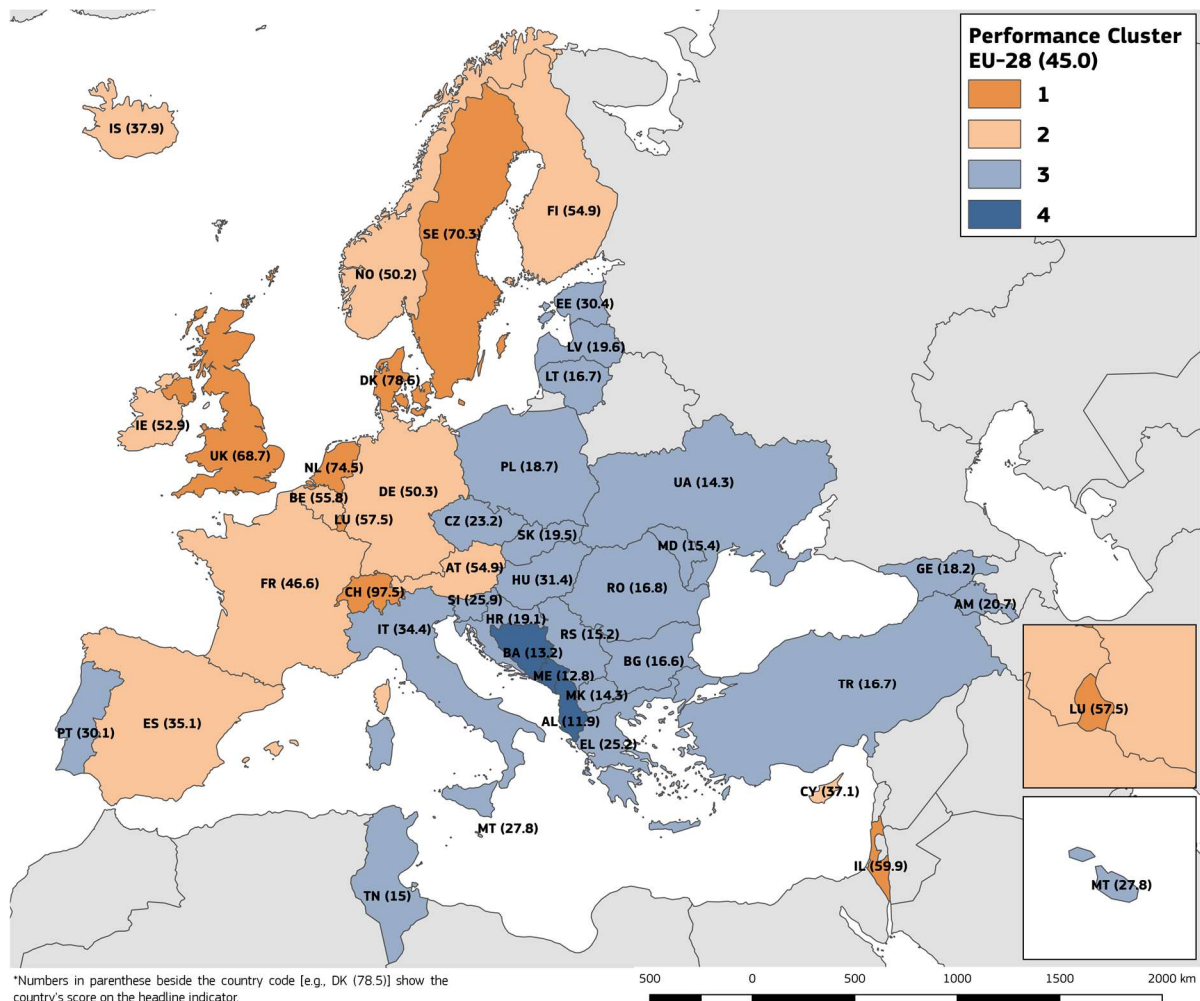 Performance Cluster
EU-28 (45.0)
1
2
3
4
IS (37.9)
FI (54.9)
SE (70.3)
NO (50.2)
EE (30.4)
LV (19.6)
LT (16.7)
DK (78.6)
IE (52.9)
UK (68.7)
NL (74.5)
BE (55.8)
DE (50.3)
LU (57.5)
PL (18.7)
UA (14.3)
CZ (23.2)
SK (19.5)
MD (15.4)
FR (46.6)
AT (54.9)
HU (31.4)
RO (16.8)
CH (97.5)
SI (25.9)
GE (18.2)
AM (20.7)
HR (19.1)
IT (34.4)
RS (15.2)
BA (13.2)
BG (16.6)
ME (12.8)
MK (14.3)
TR (16.7)
AL (11.9)
EL (25.2)
ES (35.1)
PT (30.1)
CY (37.1)
MT (27.8)
IL (59.9)
TN (15)
LU (57.5)
MT (27.8)
*Numbers in parenthese beside the country code [e.g., DK (78.5)] show the
country's score on the headline indicator.
500 0 500 1000 1500 2000 km